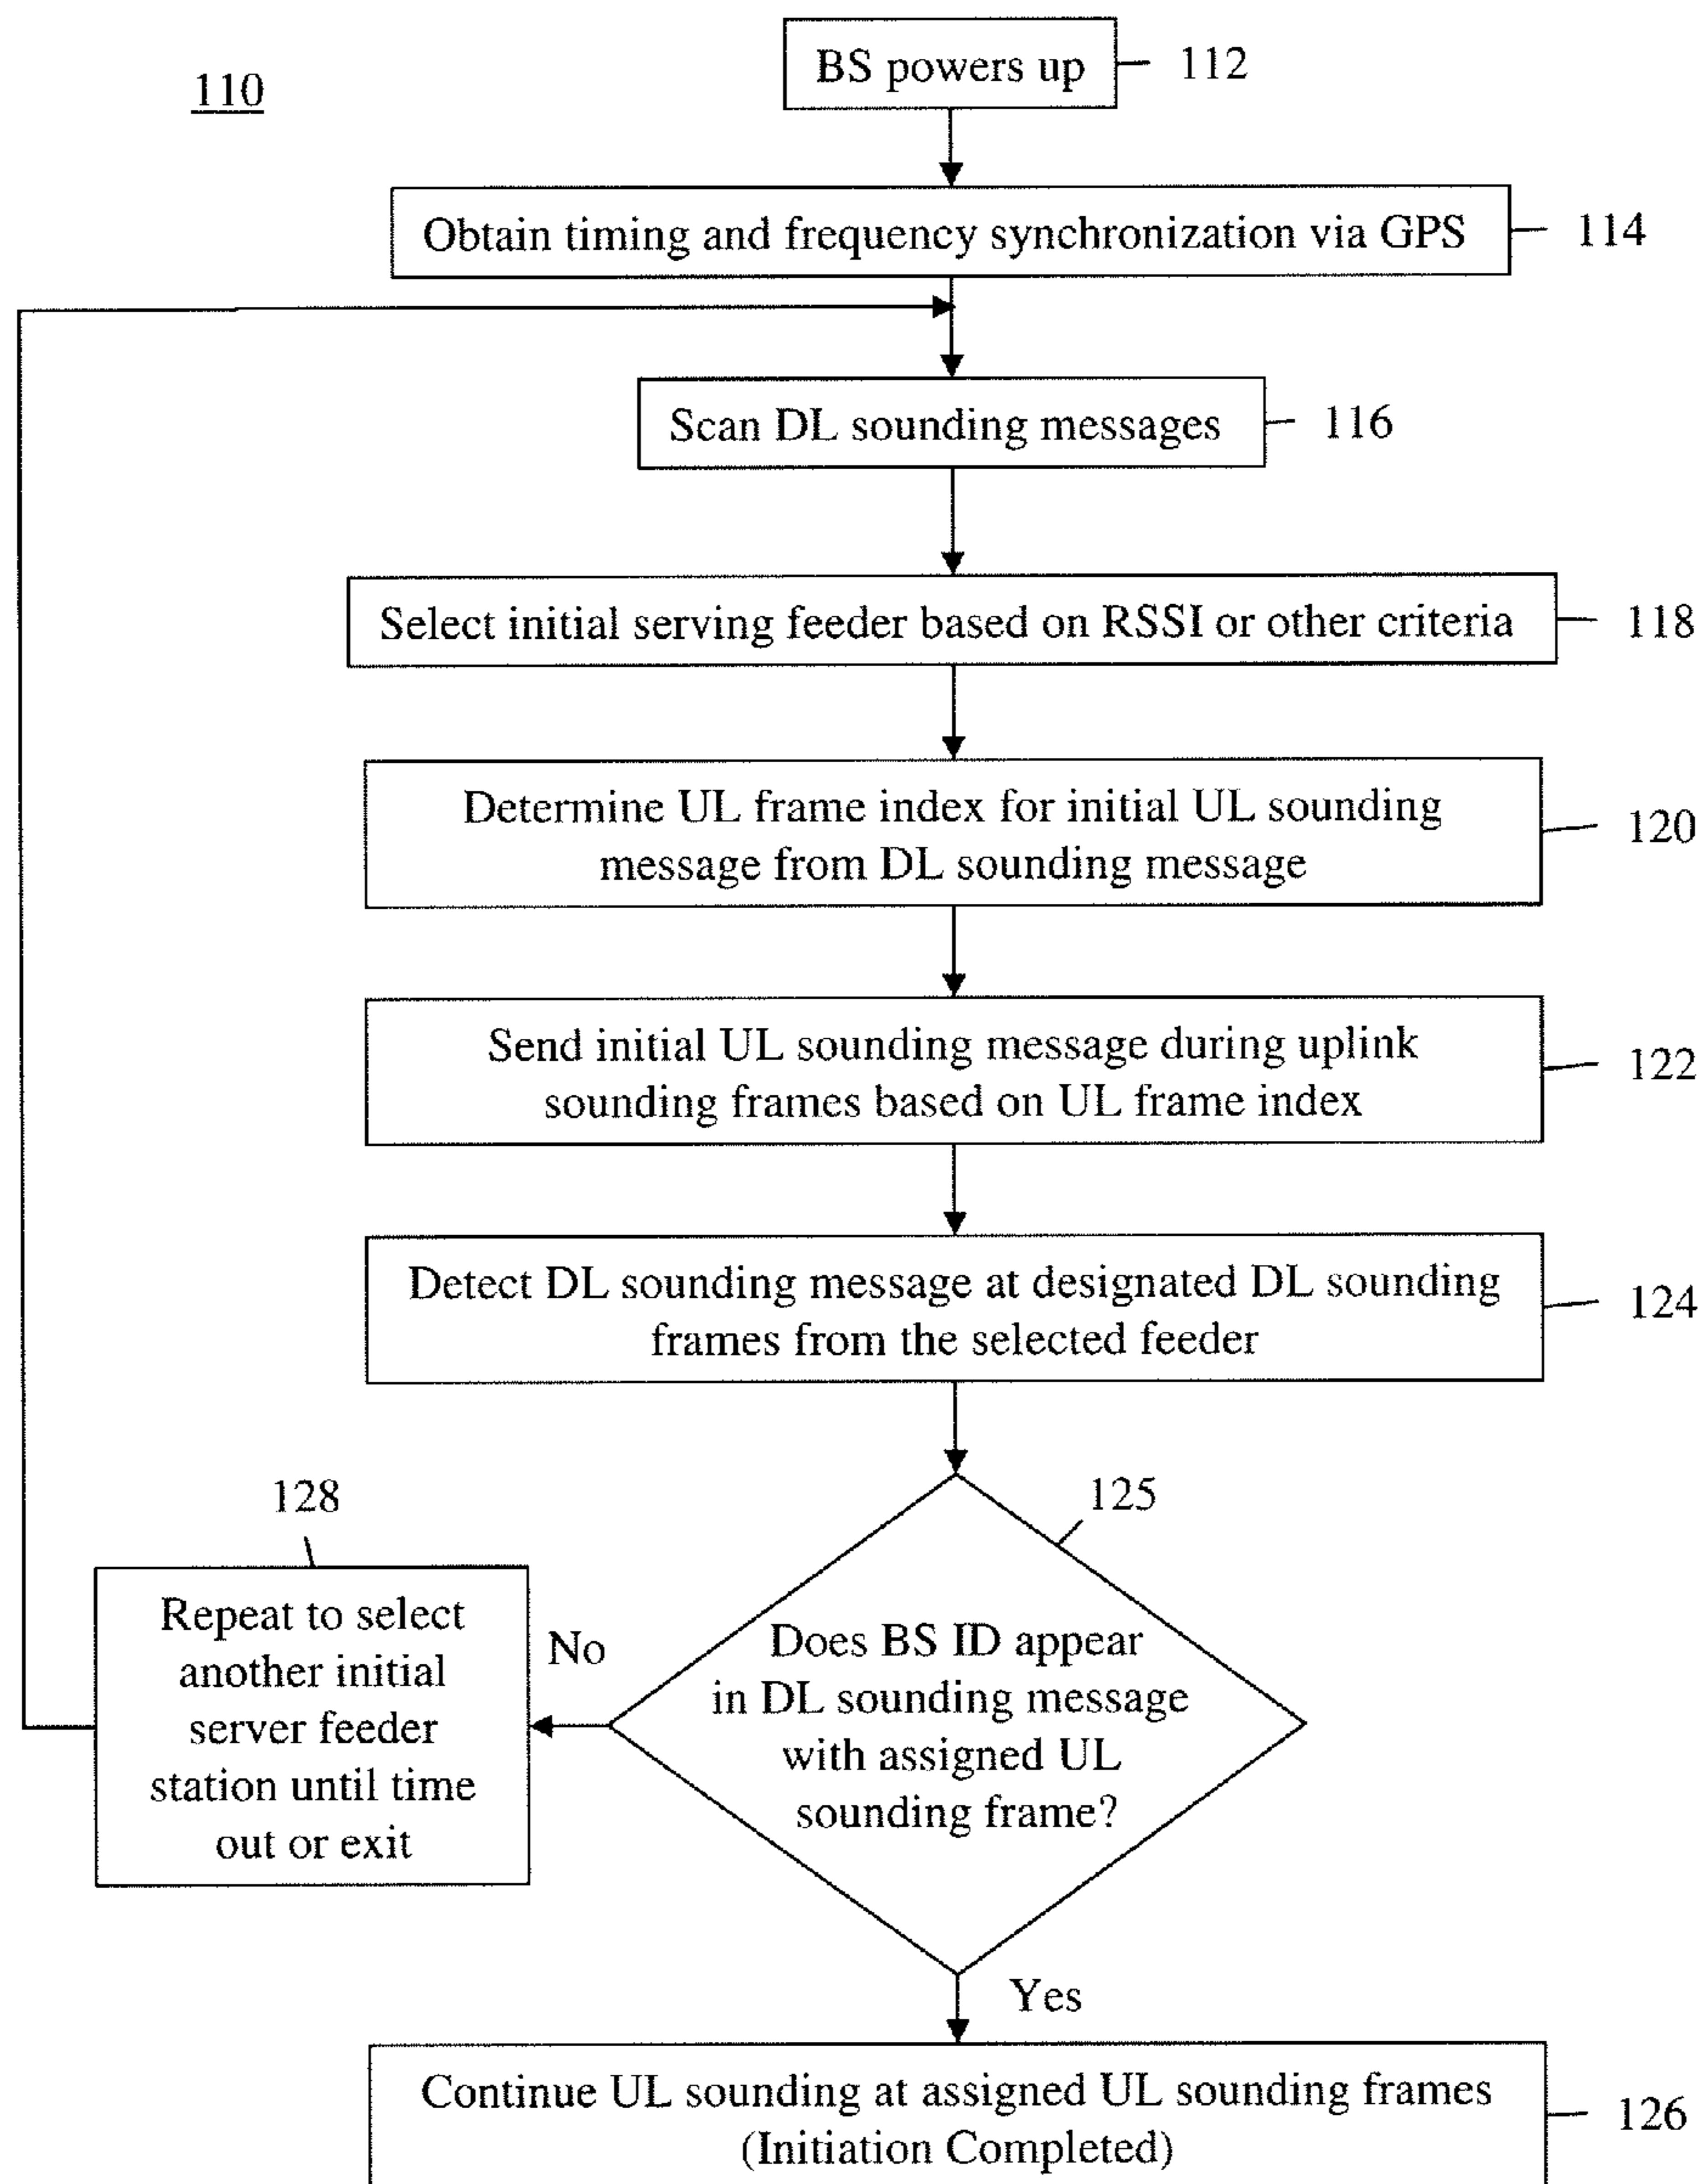 110
BS powers up
112
Obtain timing and frequency synchronization via GPS
114
Scan DL sounding messages
116
Select initial serving feeder based on RSSI or other criteria
118
Determine UL frame index for initial UL sounding
message from DL sounding message
120
Send initial UL sounding message during uplink
sounding frames based on UL frame index
122
Detect DL sounding message at designated DL sounding
frames from the selected feeder
124
125
Does BS ID appear
in DL sounding message
with assigned UL
sounding frame?
No
128
Repeat to select
another initial
server feeder
station until time
out or exit
Yes
Continue UL sounding at assigned UL sounding frames
(Initiation Completed)
126